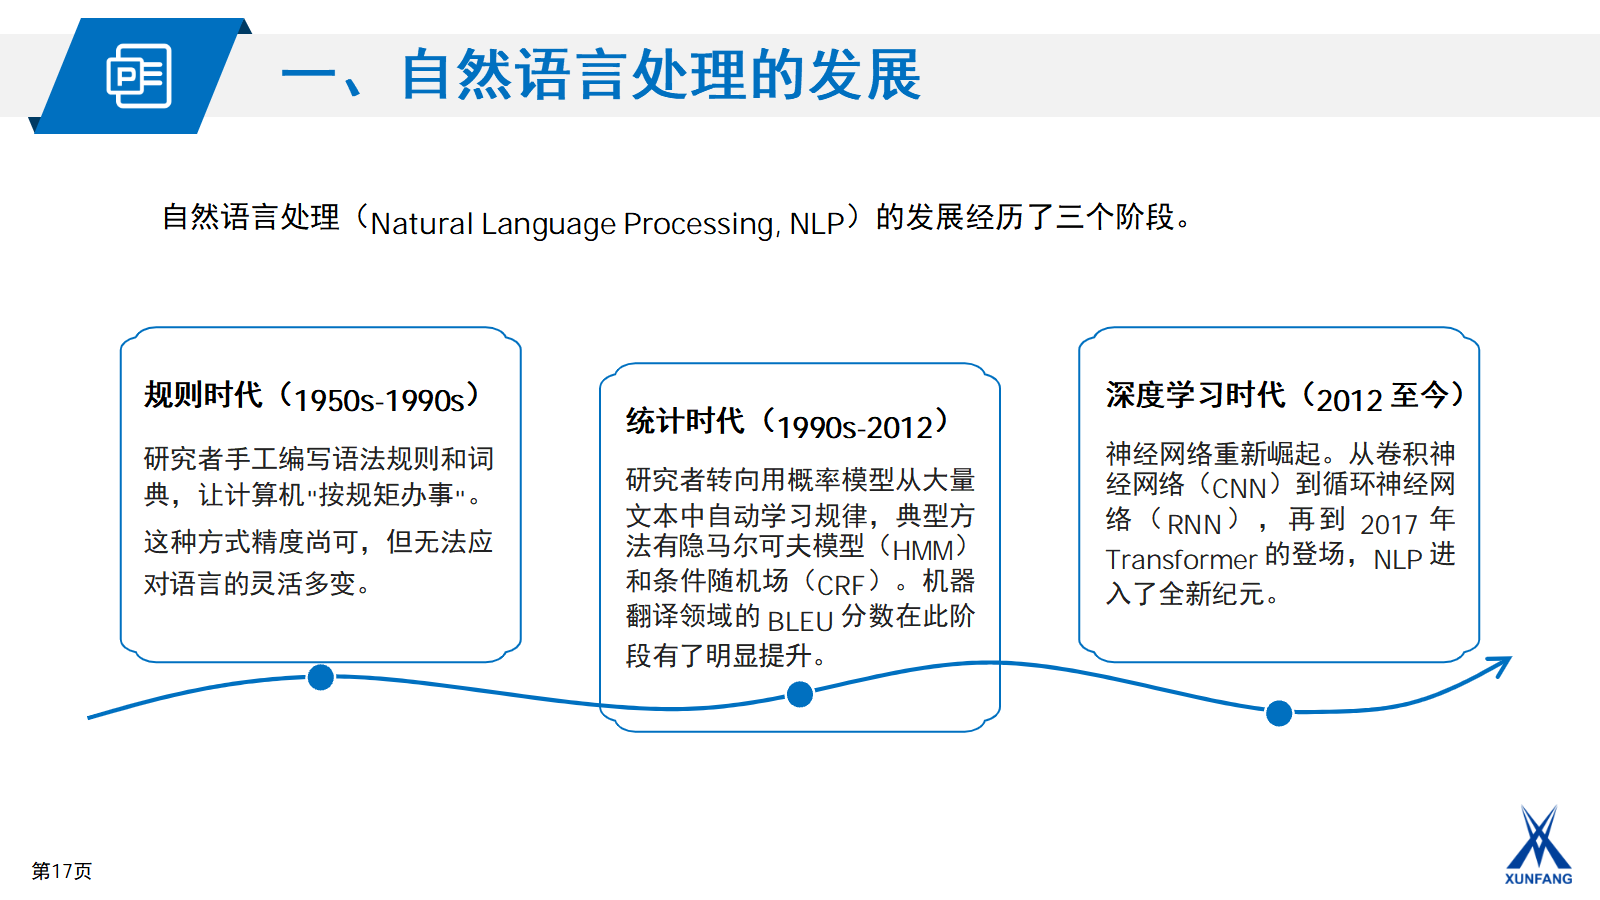 一、自然语言处理的发展
自然语言处理（Natural Language Processing, NLP）的发展经历了三个阶段。
规则时代（1950s-1990s）
研究者手工编写语法规则和词
典，让计算机"按规矩办事"。
这种方式精度尚可，但无法应
对语言的灵活多变。
统计时代（1990s-2012）
研究者转向用概率模型从大量
文本中自动学习规律，典型方
法有隐马尔可夫模型（HMM）
和条件随机场（CRF）。机器
翻译领域的 BLEU 分数在此阶
段有了明显提升。
深度学习时代（2012 至今）
神经网络重新崛起。从卷积神
经网络（CNN）到循环神经网
络（RNN），再到 2017 年
Transformer 的登场，NLP 进
入了全新纪元。
第17页
XUNFANG